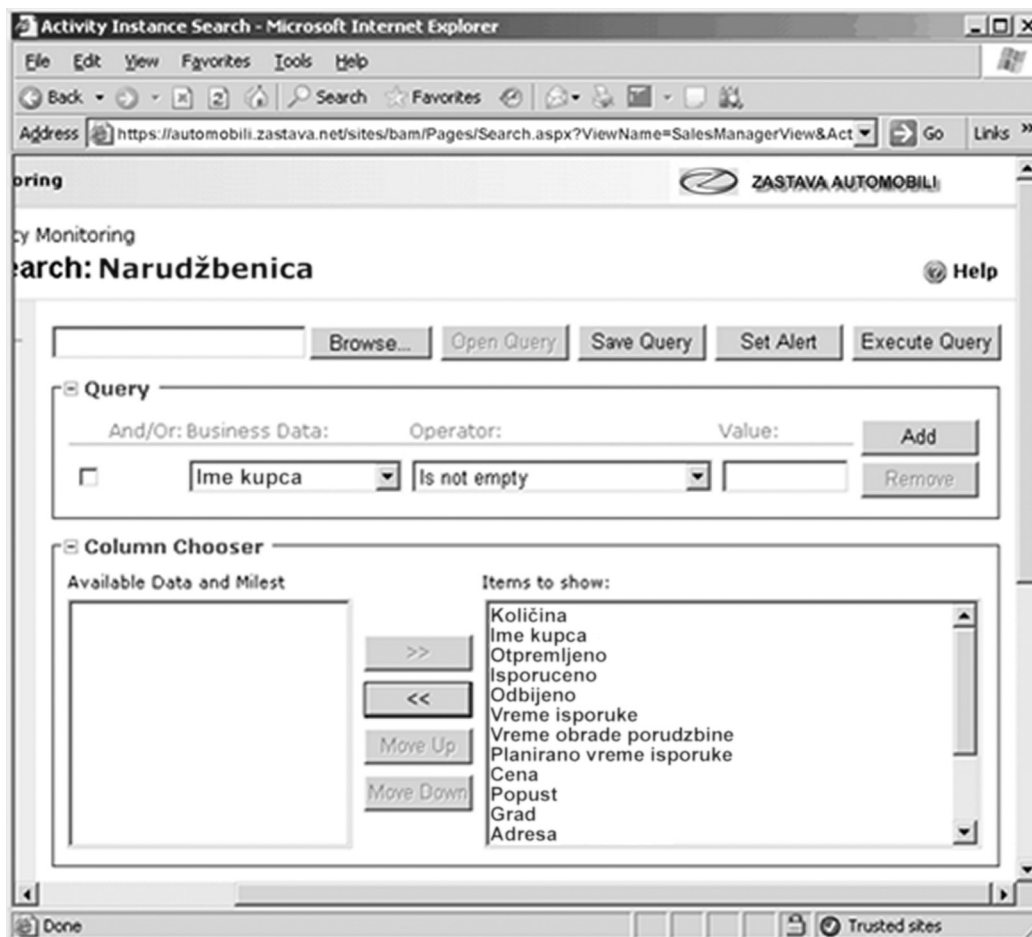 Activity Instance Search - Microsoft Internet Explorer
File Edit View Favorites Tools Help
Back Search Favorites
Address https://automobili.zastava.net/sites/bam/Pages/Search.aspx?ViewName=SalesManagerView&Act Go Links »
oring ZASTAVA AUTOMOBILI
cy Monitoring
earch: Narudžbenica Help
Browse... Open Query Save Query Set Alert Execute Query
Query
And/Or: Business Data: Operator: Value: Add
Ime kupca Is not empty Remove
Column Chooser
Available Data and Milest Items to show:
Količina
Ime kupca
Otpremljeno
>> Isporuceno
<< Odbijeno
Vreme isporuke
Move Up Vreme obrade porudzbine
Planirano vreme isporuke
Cena
Move Down Popust
Grad
Adresa
Done Trusted sites